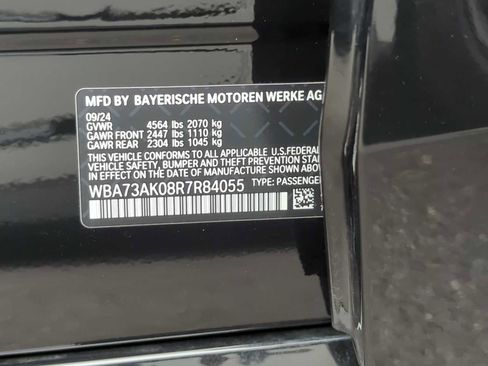 MFD BY BAYERISCHE MOTOREN WERKE AG
09/24
GVWR 4564 lbs 2070 kg
GAWR FRONT 2447 lbs 1110 kg
GAWR REAR 2304 lbs 1045 kg
THIS VEHICLE CONFORMS TO ALL APPLICABLE U.S.FEDERAL
VEHICLE SAFETY, BUMPER AND THEFT PREVENTION
IN EFFECT ON THE DATE OF MANUFACTURE SHOWN
WBA73AK08R7R84055 TYPE: PASSENGER